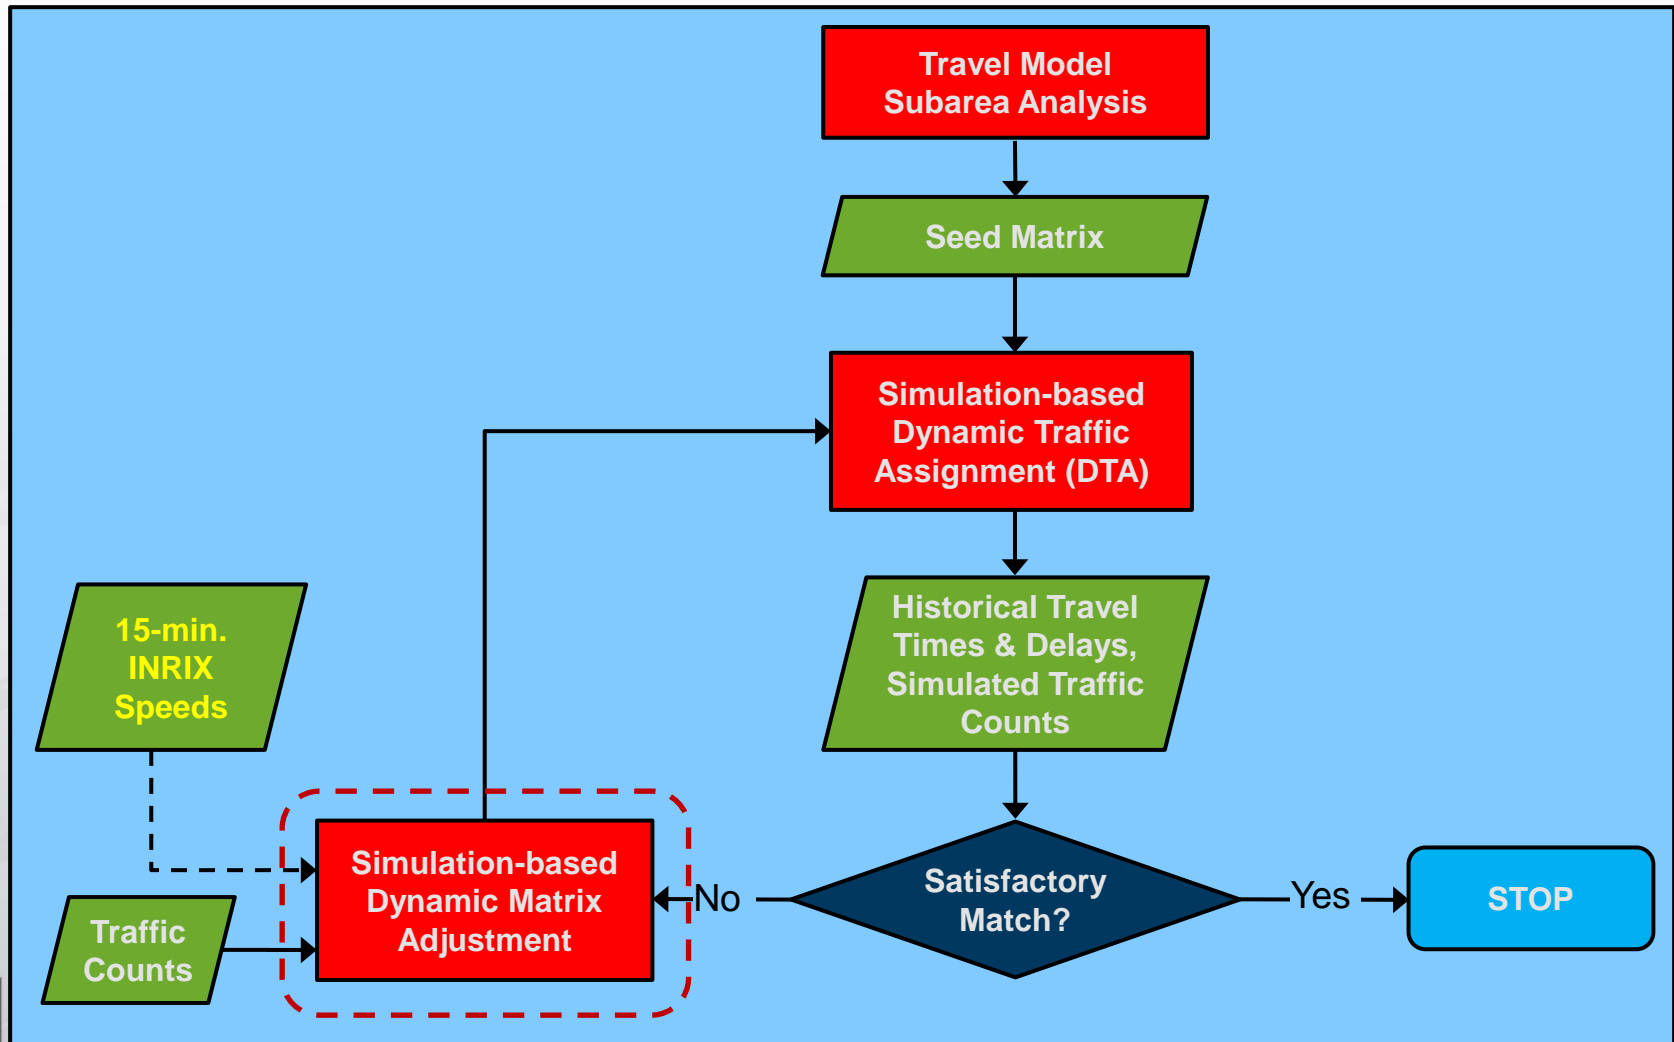 Travel Model
Subarea Analysis
Seed Matrix
Simulation-based
Dynamic Traffic
Assignment (DTA)
15-min.
INRIX
Speeds
Historical Travel
Times & Delays,
Simulated Traffic
Counts
Traffic
Counts
Simulation-based
Dynamic Matrix
Adjustment
No
Satisfactory
Match?
Yes
STOP